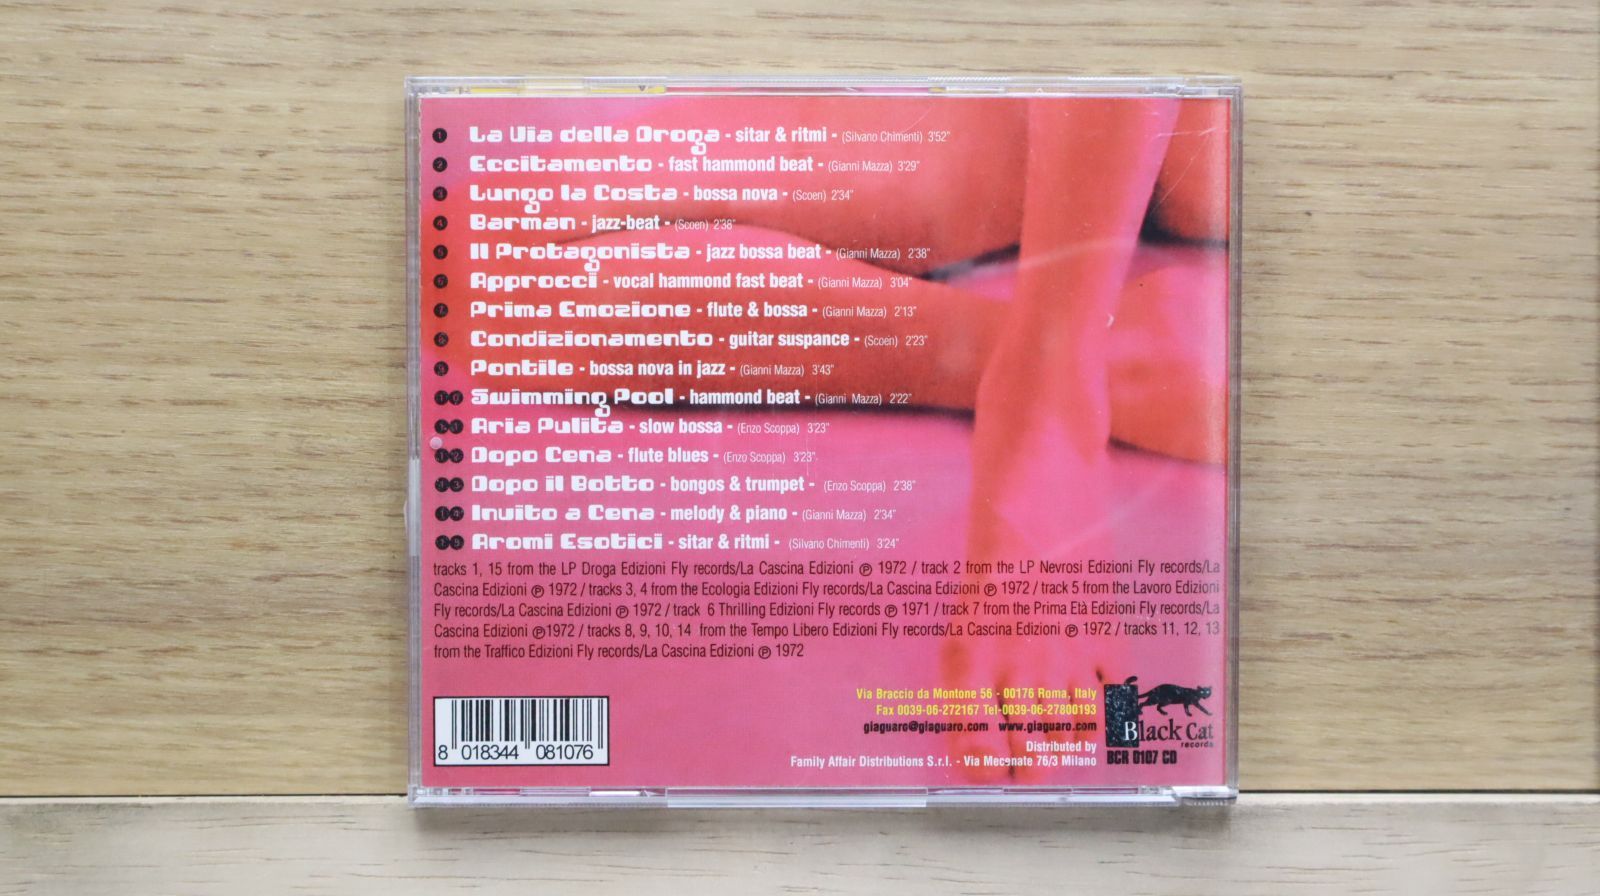 1 La Via della Droga - sitar & ritmi - (Silvano Chimenti) 3'52"
2 Eccitamento - fast hammond beat - (Gianni Mazza) 3'29"
3 Lungo la Costa - bossa nova - (Scoen) 2'34"
4 Barman - jazz-beat - (Scoen) 2'38"
5 Il Protagonista - jazz bossa beat - (Gianni Mazza) 2'38"
6 Approcci - vocal hammond fast beat - (Gianni Mazza) 3'04"
7 Prima Emozione - flute & bossa - (Gianni Mazza) 2'13"
8 Condizionamento - guitar suspance - (Scoen) 2'23"
9 Pontile - bossa nova in jazz - (Gianni Mazza) 3'43"
10 Swimming Pool - hammond beat - (Gianni Mazza) 2'22"
11 Aria Pulita - slow bossa - (Enzo Scoppa) 3'23"
12 Dopo Cena - flute blues - (Enzo Scoppa) 3'23"
13 Dopo il Botto - bongos & trumpet - (Enzo Scoppa) 2'38"
14 Invito a Cena - melody & piano - (Gianni Mazza) 2'34"
15 Aromi Esotici - sitar & ritmi - (Silvano Chimenti) 3'24"
tracks 1, 15 from the LP Droga Edizioni Fly records/La Cascina Edizioni ℗ 1972 / track 2 from the LP Nevrosi Edizioni Fly records/La
Cascina Edizioni ℗ 1972 / tracks 3, 4 from the Ecologia Edizioni Fly records/La Cascina Edizioni ℗ 1972 / track 5 from the Lavoro Edizioni
Fly records/La Cascina Edizioni ℗ 1972 / track 6 Thrilling Edizioni Fly records ℗ 1971 / track 7 from the Prima Età Edizioni Fly records/La
Cascina Edizioni ℗1972 / tracks 8, 9, 10, 14 from the Tempo Libero Edizioni Fly records/La Cascina Edizioni ℗ 1972 / tracks 11, 12, 13
from the Traffico Edizioni Fly records/La Cascina Edizioni ℗ 1972
Via Braccio da Montone 56 - 00176 Roma, Italy
Fax 0039-06-272167 Tel-0039-06-27800193
giaguaro@giaguaro.com www.giaguaro.com
Distributed by
Family Affair Distributions S.r.l. - Via Mecenate 76/3 Milano
Black Cat
records
BCR 0107 CD
8 018344 081076